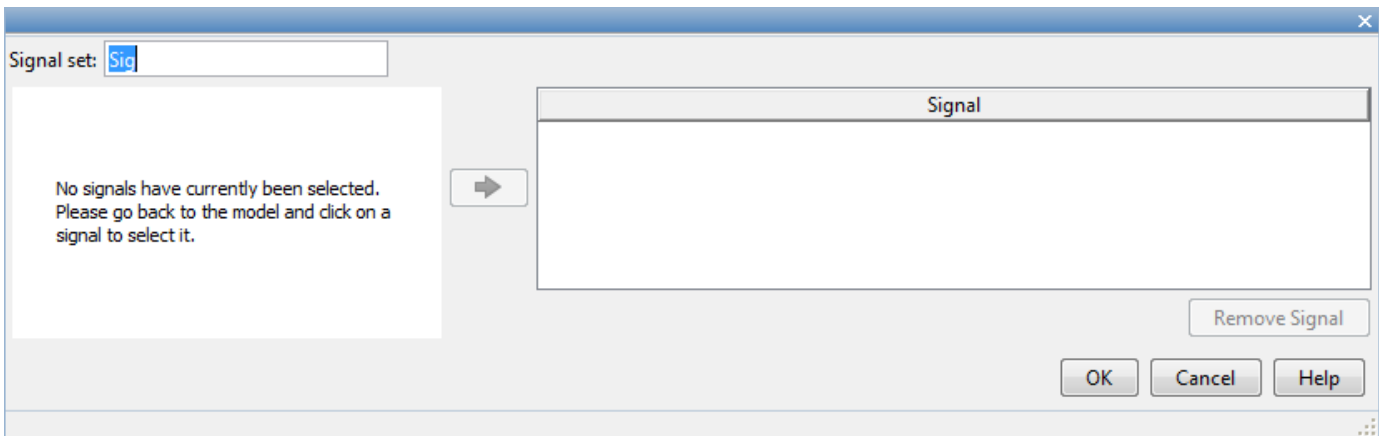 Signal set: Sig
Signal
No signals have currently been selected.
Please go back to the model and click on a
signal to select it.
Remove Signal
OK Cancel Help